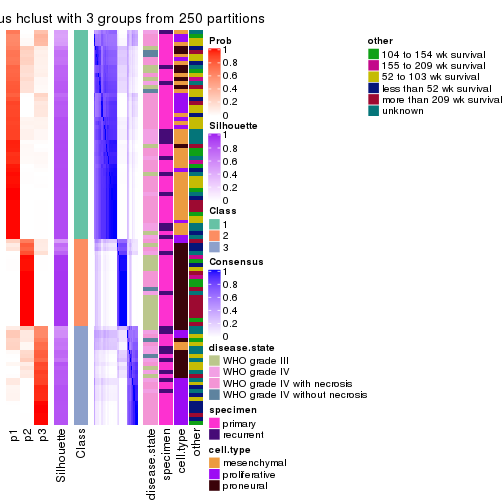 us hclust with 3 groups from 250 partitions
Prob
1
0.8
0.6
0.4
0.2
0
Silhouette
1
0.8
0.6
0.4
0.2
0
Class
1
2
3
Consensus
1
0.8
0.6
0.4
0.2
0
disease.state
WHO grade III
WHO grade IV
WHO grade IV with necrosis
WHO grade IV without necrosis
specimen
primary
recurrent
cell.type
mesenchymal
proliferative
proneural
other
104 to 154 wk survival
155 to 209 wk survival
52 to 103 wk survival
less than 52 wk survival
more than 209 wk survival
unknown
p1
p2
p3
Silhouette
Class
disease.state
specimen
cell.type
other